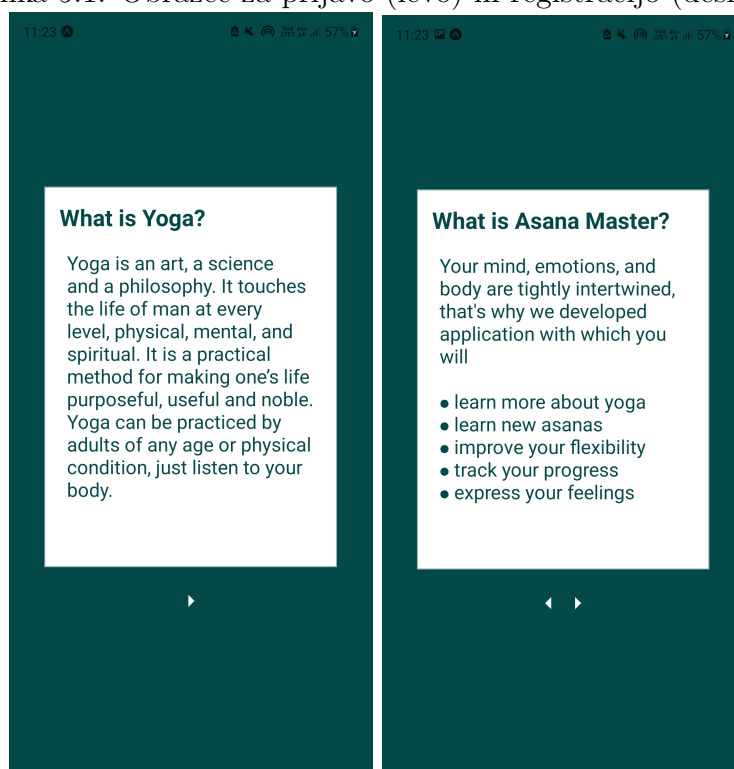 Obrazec za prijavo (levo) in registracijo
11:23
57%
What is Yoga?
Yoga is an art, a science
and a philosophy. It touches
the life of man at every
level, physical, mental, and
spiritual. It is a practical
method for making one’s life
purposeful, useful and noble.
Yoga can be practiced by
adults of any age or physical
condition, just listen to your
body.
11:23
57%
What is Asana Master?
Your mind, emotions, and
body are tightly intertwined,
that's why we developed
application with which you
will
● learn more about yoga
● learn new asanas
● improve your flexibility
● track your progress
● express your feelings